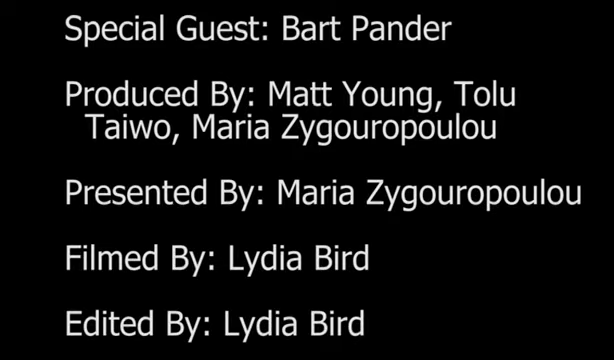 Special Guest: Bart Pander
Produced By: Matt Young, Tolu
Taiwo, Maria Zygouropoulou
Presented By: Maria Zygouropoulou
Filmed By: Lydia Bird
Edited By: Lydia Bird